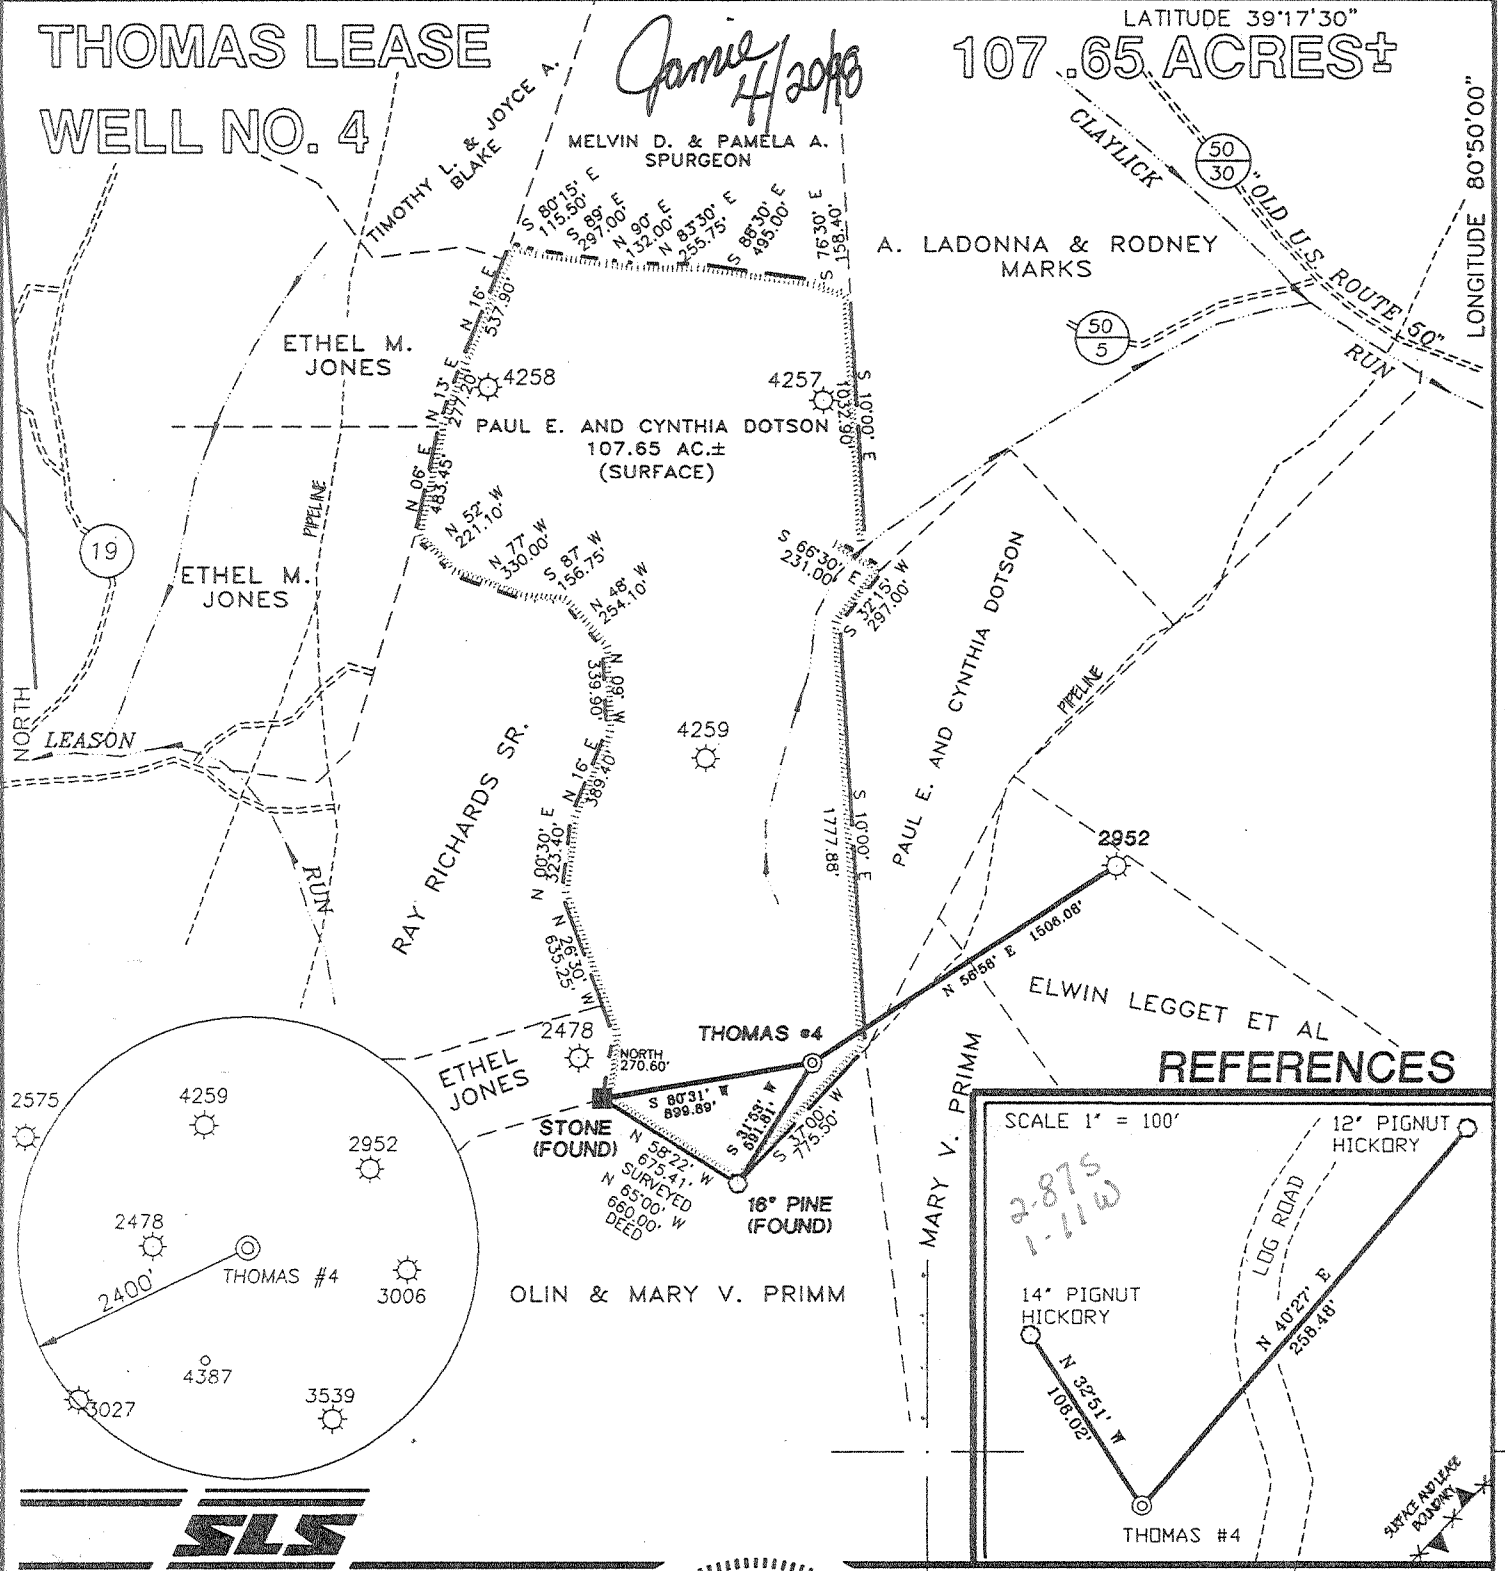 THOMAS LEASE
WELL NO. 4
Jamie
4/20/98
LATITUDE 39°17'30"
107.65 ACRES±
LONGITUDE 80°50'00"
TIMOTHY L. & JOYCE A.
BLAKE
MELVIN D. & PAMELA A.
SPURGEON
CLAYLICK
50
30
"OLD U.S. ROUTE 50"
RUN
A. LADONNA & RODNEY
MARKS
50
5
S 80°15' E
115.50'
S 89° E
297.00'
N 90° E
132.00'
N 83°30' E
255.75'
S 88°30' E
495.00'
S 76°30' E
158.40'
N 16° E
537.90'
ETHEL M.
JONES
N 13° E
277.20'
4258
4257
S 10°00' E
1032.90'
PAUL E. AND CYNTHIA DOTSON
107.65 AC.±
(SURFACE)
N 06° E
483.45'
PIPELINE
19
N 52° W
221.10'
N 77° W
330.00'
S 87° W
156.75'
N 48° W
254.10'
S 66°30' E
231.00'
S 32°15' W
297.00'
ETHEL M.
JONES
PAUL E. AND CYNTHIA DOTSON
PIPELINE
NORTH
LEASON
RUN
N 09° W
339.90'
4259
N 16° E
389.40'
RAY RICHARDS SR.
N 00°30' E
323.40'
S 10°00' E
1777.88'
2952
N 26°30' W
635.25'
N 56°58' E 1506.08'
ELWIN LEGGET ET AL
2478
THOMAS #4
ETHEL
JONES
NORTH
270.60'
S 80°31' W
899.89'
S 31°53' W
691.81'
S 37°00' W
775.50'
STONE
(FOUND)
N 58°22' W
675.41'
SURVEYED
N 65°00' W
660.00'
DEED
16" PINE
(FOUND)
MARY V. PRIMM
OLIN & MARY V. PRIMM
2575
4259
2952
2478
THOMAS #4
2400'
3006
4387
3027
3539
SLS
REFERENCES
SCALE 1" = 100'
12" PIGNUT
HICKORY
2.87 S
1.11 W
LOG ROAD
14" PIGNUT
HICKORY
N 40°27' E
258.48'
N 32°51' W
106.02'
THOMAS #4
SURFACE AND LEASE
BOUNDARY